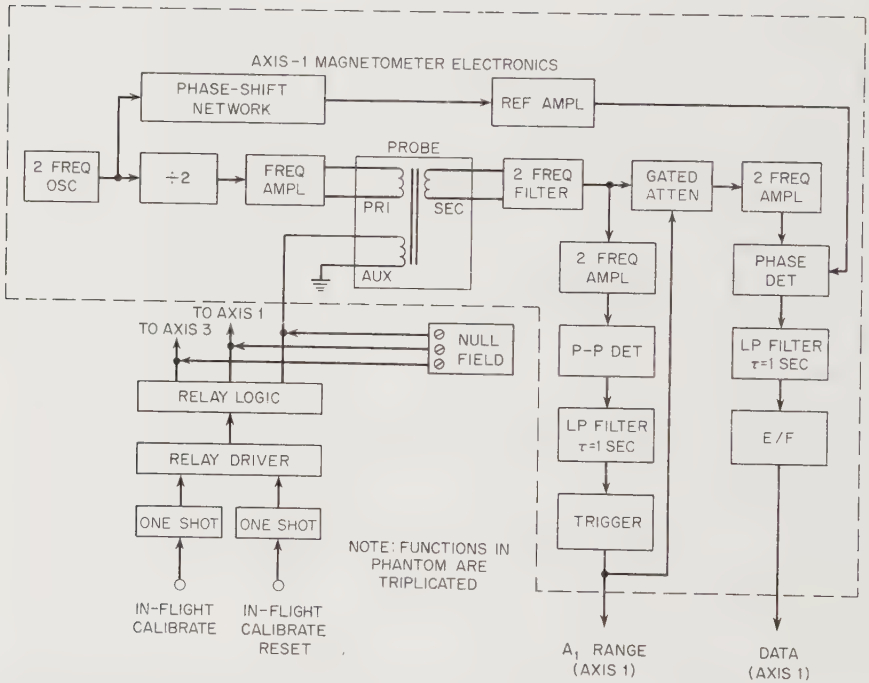 AXIS-1 MAGNETOMETER ELECTRONICS
PHASE-SHIFT
NETWORK
REF AMPL
PROBE
2 FREQ
OSC
÷2
FREQ
AMPL
PRI
SEC
2 FREQ
FILTER
GATED
ATTEN
2 FREQ
AMPL
AUX
2 FREQ
AMPL
PHASE
DET
TO AXIS 1
TO AXIS 3
NULL
FIELD
P-P DET
LP FILTER
τ=1 SEC
RELAY LOGIC
LP FILTER
τ=1 SEC
E/F
RELAY DRIVER
ONE SHOT
ONE SHOT
TRIGGER
NOTE: FUNCTIONS IN
PHANTOM ARE
TRIPLICATED
IN-FLIGHT
CALIBRATE
IN-FLIGHT
CALIBRATE
RESET
A₁ RANGE
(AXIS 1)
DATA
(AXIS 1)